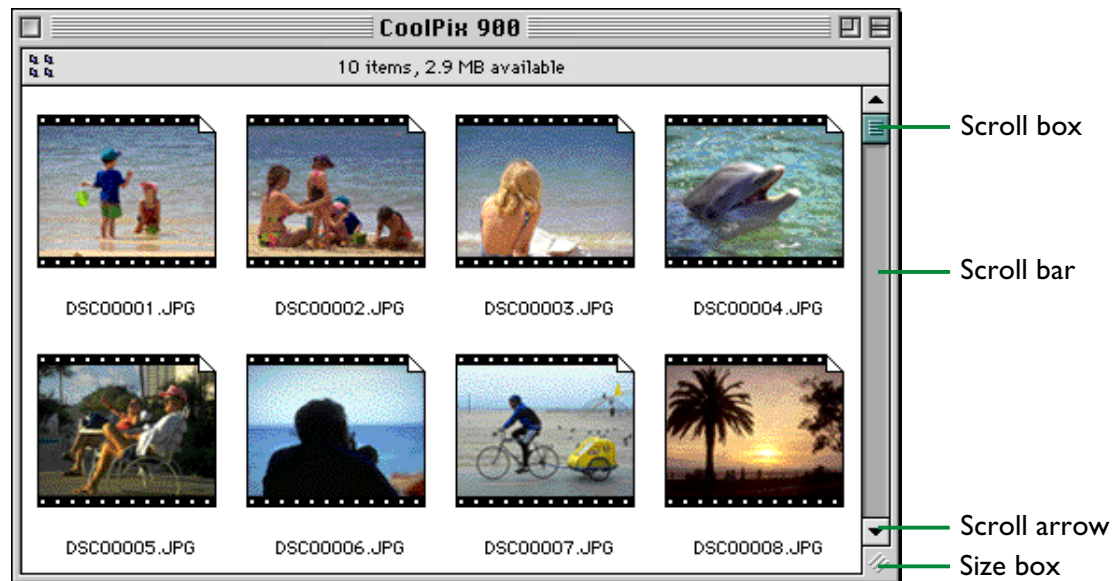 CoolPix 900
10 items, 2.9 MB available
Scroll box
Scroll bar
DSC00001.JPG DSC00002.JPG DSC00003.JPG DSC00004.JPG
Scroll arrow
DSC00005.JPG DSC00006.JPG DSC00007.JPG DSC00008.JPG
Size box